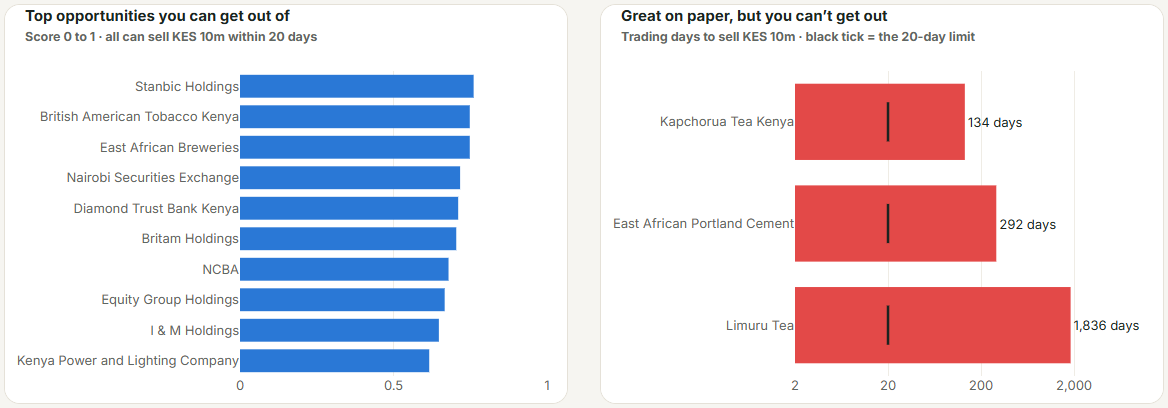 Top opportunities you can get out of
Score 0 to 1 · all can sell KES 10m within 20 days
Stanbic Holdings
British American Tobacco Kenya
East African Breweries
Nairobi Securities Exchange
Diamond Trust Bank Kenya
Britam Holdings
NCBA
Equity Group Holdings
I & M Holdings
Kenya Power and Lighting Company
0 0.5 1
Great on paper, but you can’t get out
Trading days to sell KES 10m · black tick = the 20-day limit
Kapchorua Tea Kenya 134 days
East African Portland Cement 292 days
Limuru Tea 1,836 days
2 20 200 2,000